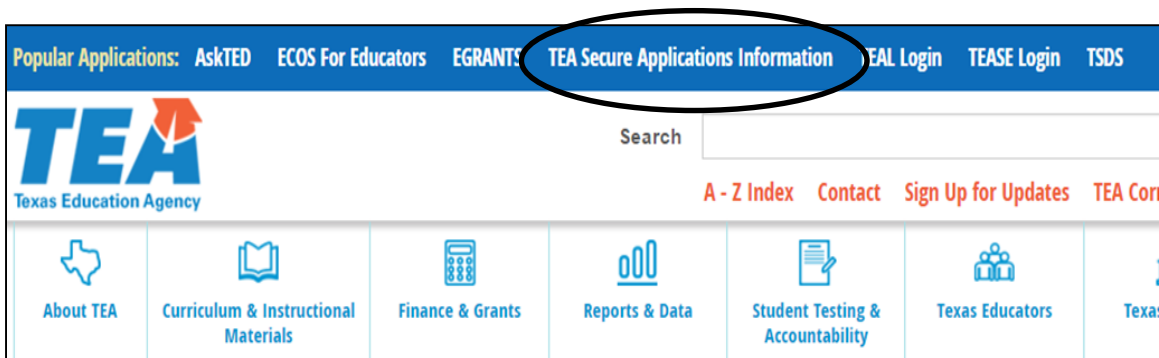 Popular Applications: AskTED ECOS For Educators EGRANTS TEA Secure Applications Information TEAL Login TEASE Login TSDS
TEA
Texas Education Agency
Search
A - Z Index Contact Sign Up for Updates TEA
About TEA
Curriculum & Instructional
Materials
Finance & Grants
Reports & Data
Student Testing &
Accountability
Texas Educators